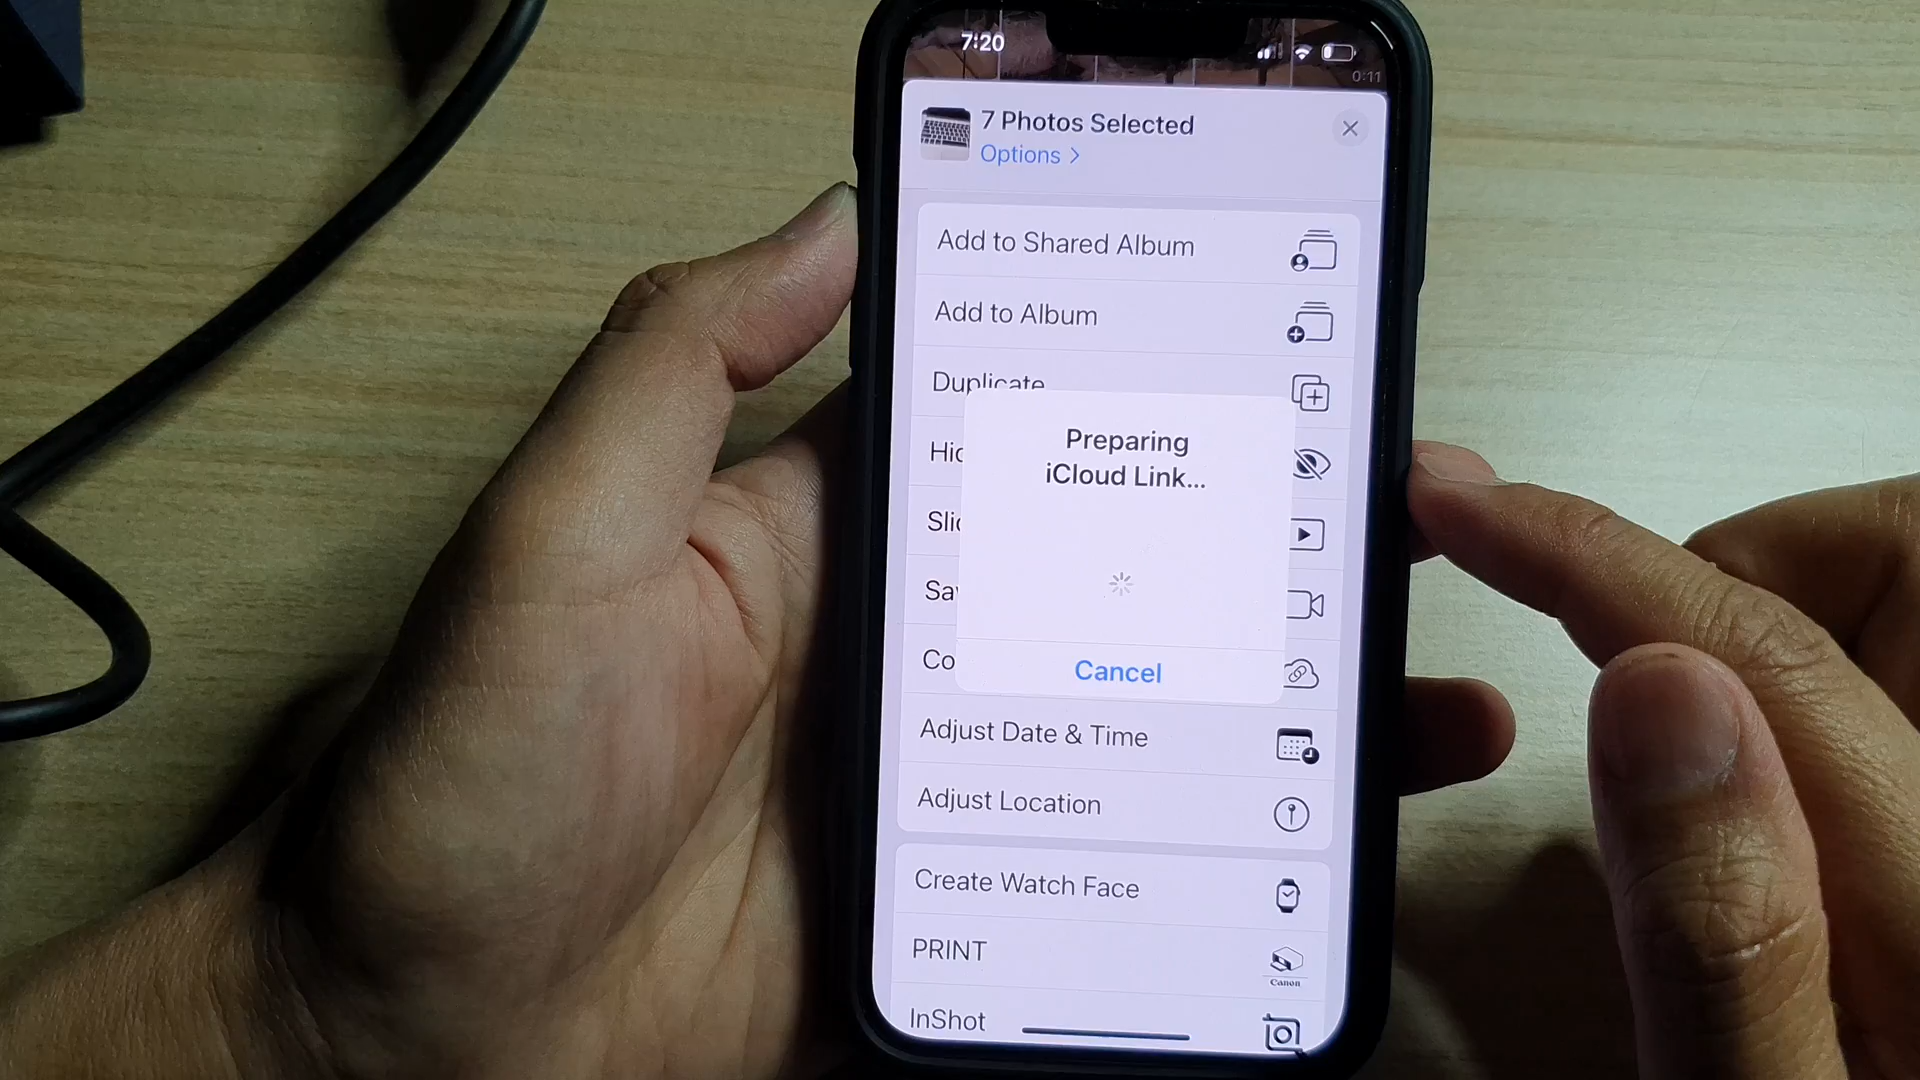 7:20
0:11
7 Photos Selected
Options >
Add to Shared Album
Add to Album
Duplicate
Hid
Preparing
iCloud Link...
Slid
Sav
Co
Cancel
Adjust Date & Time
Adjust Location
Create Watch Face
PRINT
Canon
InShot